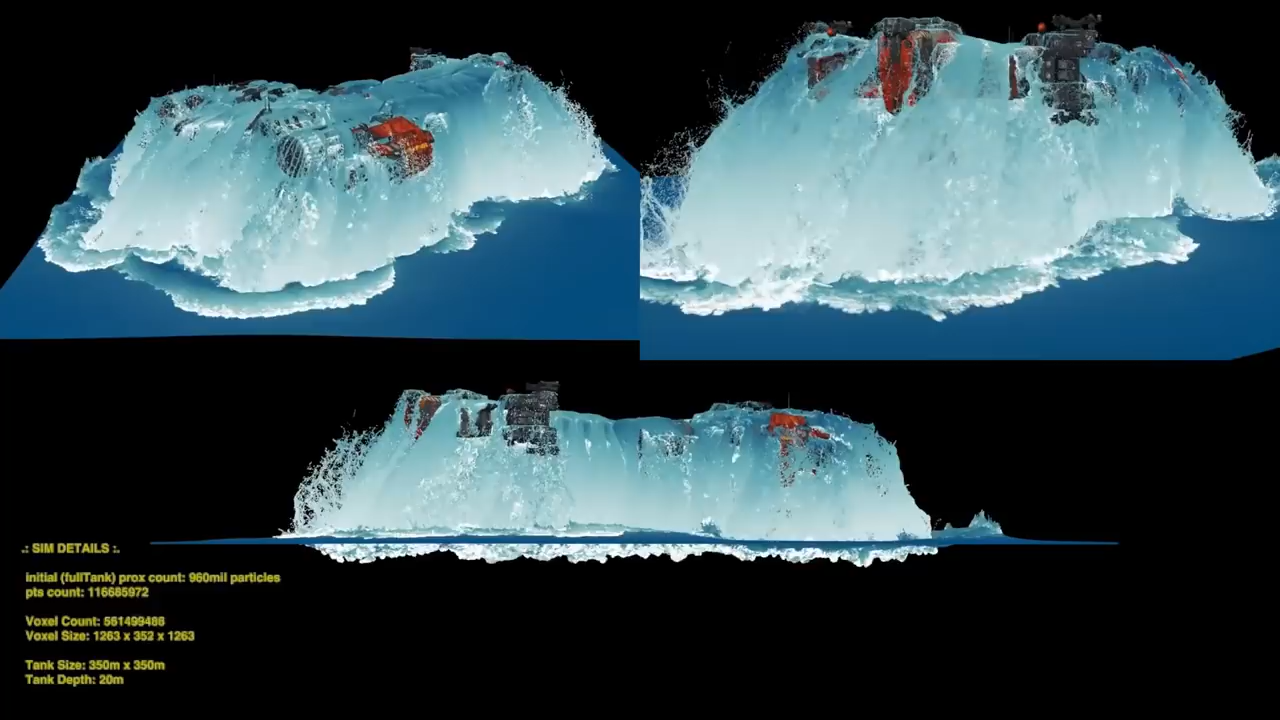 .: SIM DETAILS :.
initial (fullTank) prox count: 960mil particles
pts count: 116685972
Voxel Count: 561499486
Voxel Size: 1263 x 352 x 1263
Tank Size: 350m x 350m
Tank Depth: 20m